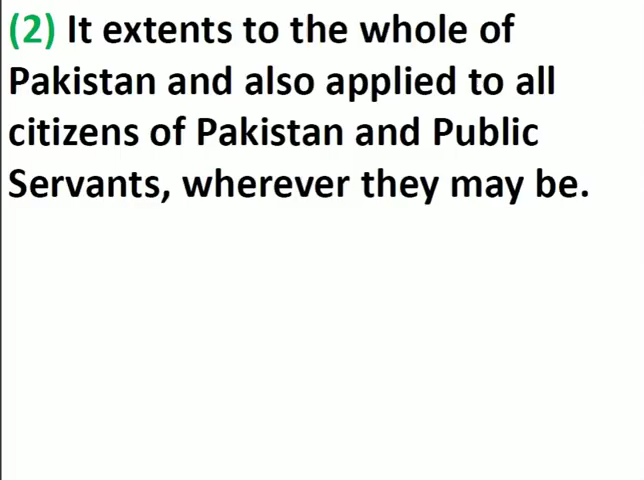 (2) It extents to the whole of
Pakistan and also applied to all
citizens of Pakistan and Public
Servants, wherever they may be.